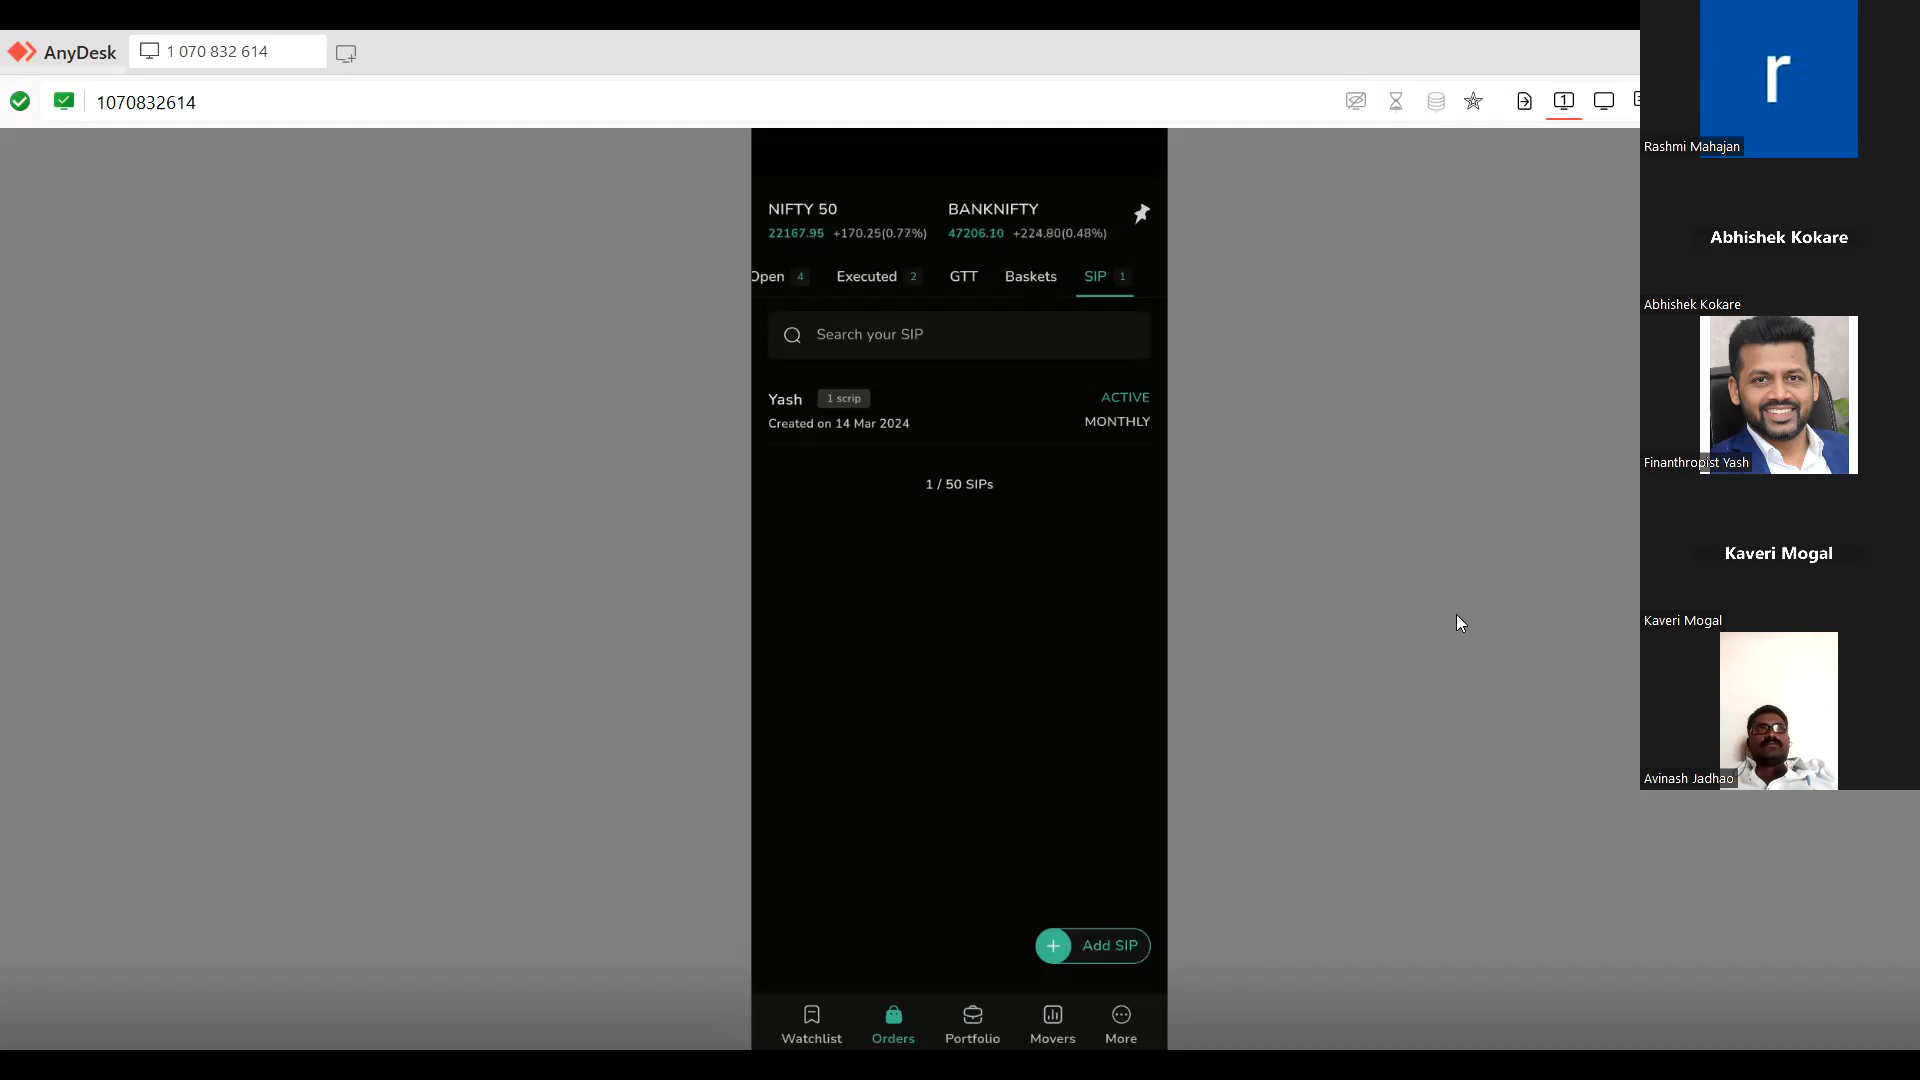 AnyDesk
1 070 832 614
1070832614
1
NIFTY 50
22167.95 +170.25(0.77%)
BANKNIFTY
47206.10 +224.80(0.48%)
Open 4 Executed 2 GTT Baskets SIP 1
Search your SIP
Yash 1 scrip ACTIVE
Created on 14 Mar 2024 MONTHLY
1 / 50 SIPs
+ Add SIP
Watchlist Orders Portfolio Movers More
r
Rashmi Mahajan
Abhishek Kokare
Abhishek Kokare
Finanthropist Yash
Kaveri Mogal
Kaveri Mogal
Avinash Jadhao